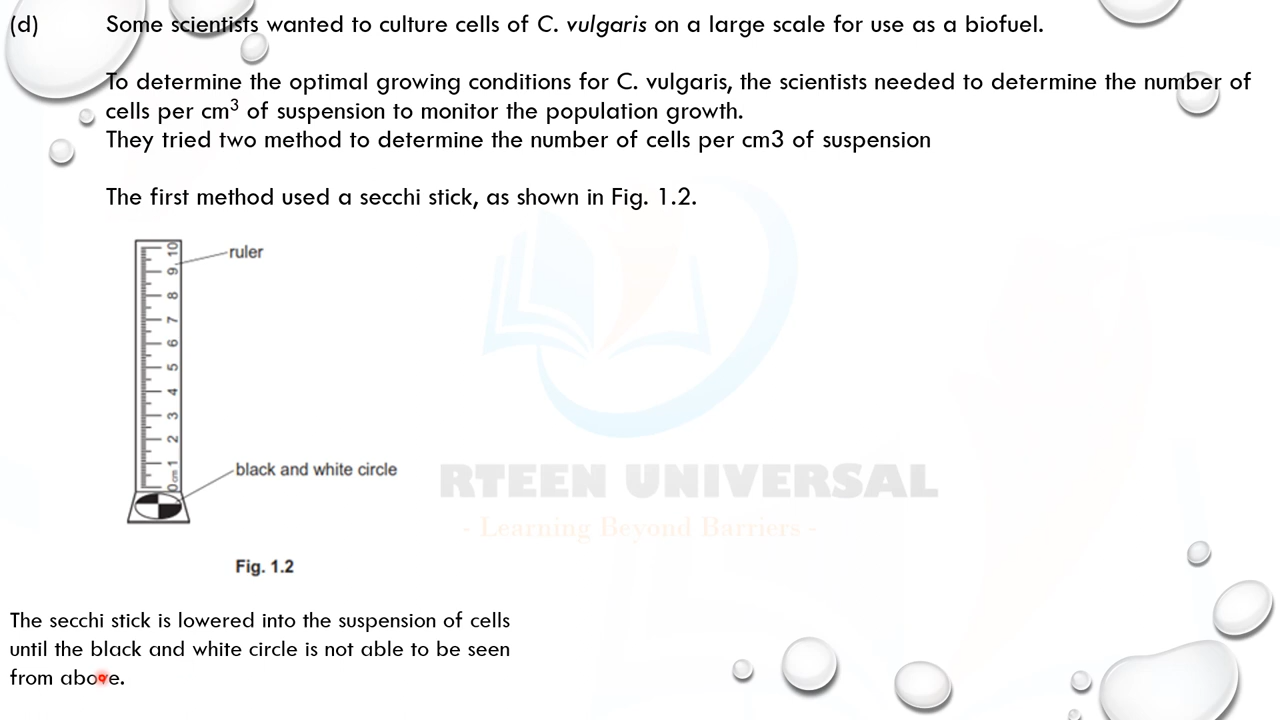 (d) Some scientists wanted to culture cells of C. vulgaris on a large scale for use as a biofuel.
To determine the optimal growing conditions for C. vulgaris, the scientists needed to determine the number of
cells per cm³ of suspension to monitor the population growth.
They tried two method to determine the number of cells per cm3 of suspension
The first method used a secchi stick, as shown in Fig. 1.2.
10
ruler
9
8
7
6
5
4
3
2
1
black and white circle
0 cm
RTEEN UNIVERSAL
- Learning Beyond Barriers -
Fig. 1.2
The secchi stick is lowered into the suspension of cells
until the black and white circle is not able to be seen
from above.